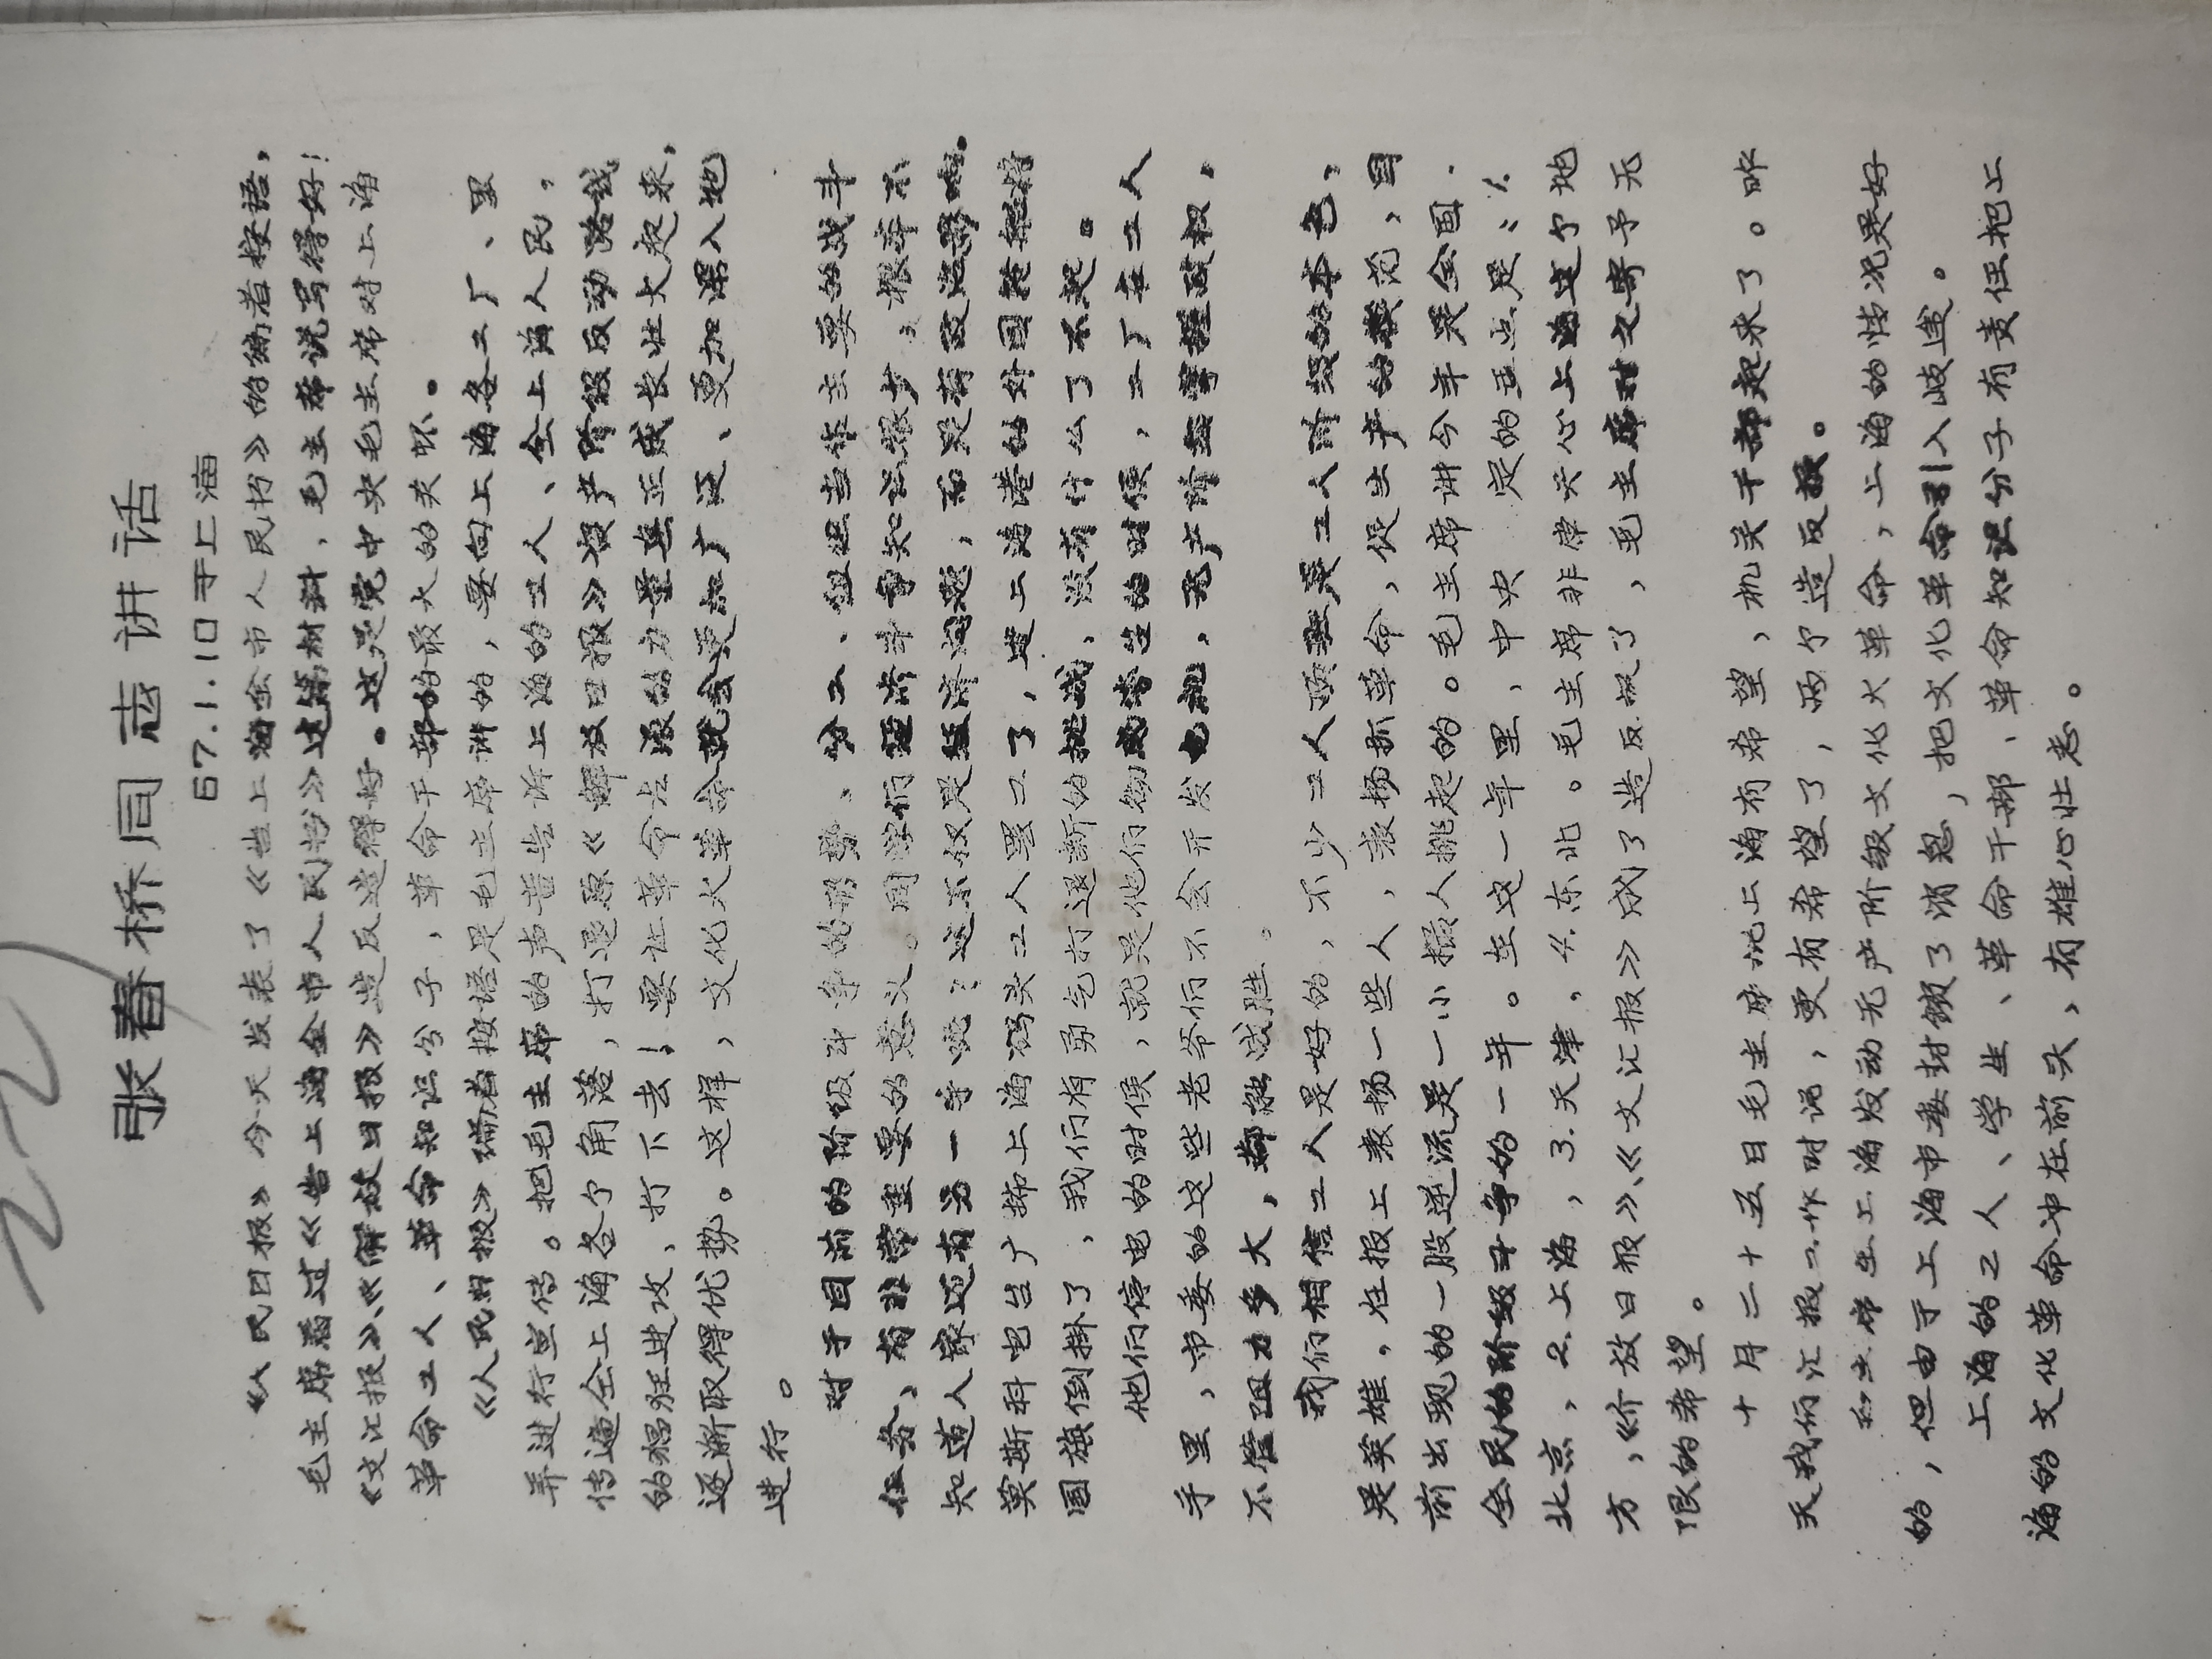 227
张春桥同志讲话
67.1.10于上海
《人民日报》今天发表了《告上海全市人民书》的编者按语，
毛主席看过《告上海全市人民书》这篇材料，毛主席说写得好！
《文汇报》、《解放日报》造反造得好。这是党中央毛主席对上海
革命工人、革命知识分子，革命干部的最大的关怀。
《人民日报》编者按语是毛主席讲的，要向上海各工厂、里
弄进行宣传。把毛主席的声音告诉上海的工人、全上海人民，
传遍全上海各个角落，打退原《解放日报》资产阶级反动路线
的猖狂进攻，打下去！要让革命左派的力量真正成长壮大起来，
逐渐取得优势。这样，文化大革命就会更加广泛、更加深入地
进行。
对于目前的阶级斗争的形势、分工、组织当作主要的战斗
任务，有非常重要的意义。同学们经济斗争知识很少，根本不
知道人家还有另一手呢？这不仅是经济问题，而是有政治影响。
莫斯科电台广播上海码头工人罢工了，进上海港的外国轮船将
国旗倒掛了，我们有勇气打退新的挑战，没有什么了不起。
他们停电的时候，就是他们彻底垮台的时候，工厂在工人
手里，市委的这些老爷们不会开发电机，无产阶级掌握政权，
不管阻力多大，都能战胜。
我们相信工人是好的，不少工人顶班是工人阶级的本色，
是英雄。在报上表扬一些人，表扬抓革命，促生产的模范，目
前出现的一股逆流是一小撮人挑起的。毛主席讲今年是全国．
全民的阶级斗争的一年。在这一年里，中央 定的重点是：1.
北京，2.上海，3.天津，4.东北。毛主席非常关心上海这个地
方，《介放日报》、《文汇报》成了造反报了，毛主席对之寄予无
限的希望。
十月二十五日毛主席说上海有希望，机关干部起来了。昨
天我们汇报工作时说，更有希望了，两个造反报。
毛主席在上海发动无产阶级文化大革命，上海的情况是好
的，但由于上海市委封锁了消息，把文化革命引入歧途。
上海的工人、学生、革命干部、革命知识分子有责任把上
海的文化革命冲在前头，有雄心壮志。